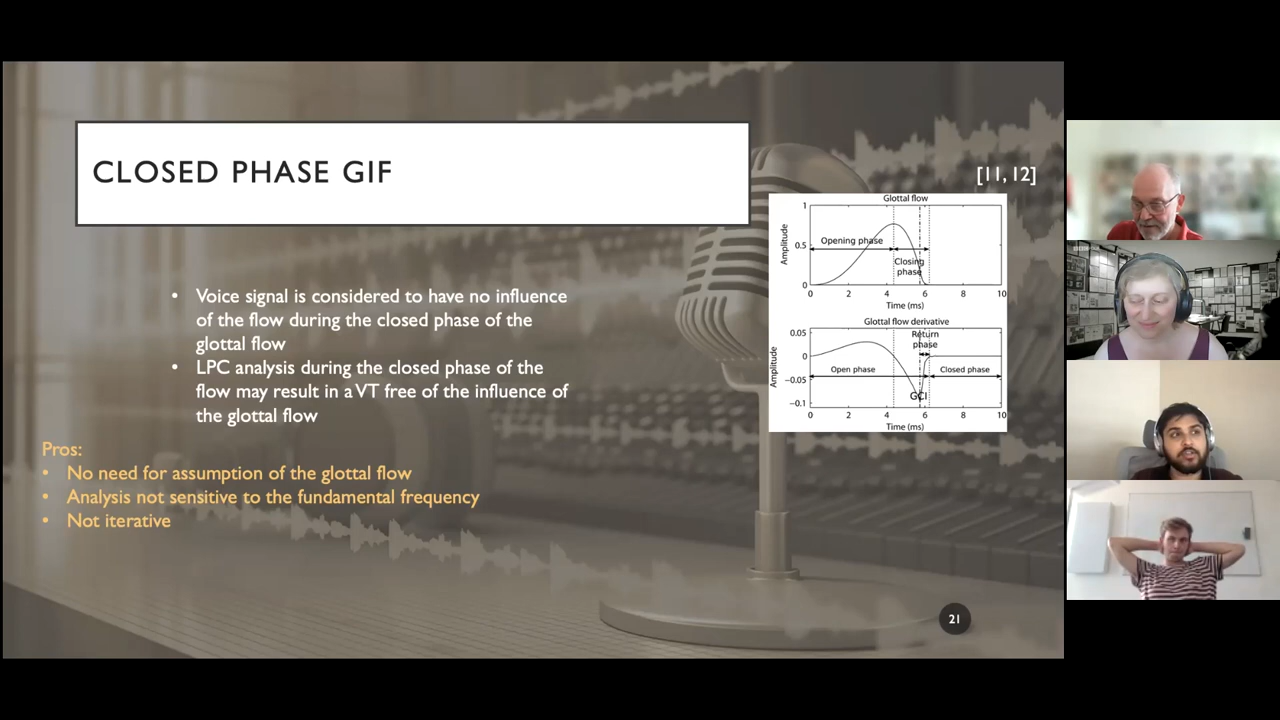 CLOSED PHASE GIF
[11, 12]
• Voice signal is considered to have no influence
of the flow during the closed phase of the
glottal flow
• LPC analysis during the closed phase of the
flow may result in a VT free of the influence of
the glottal flow
Pros:
• No need for assumption of the glottal flow
• Analysis not sensitive to the fundamental frequency
• Not iterative
Glottal flow
Amplitude
1
0.5
0
Opening phase
Closing
phase
0 2 4 6 8 10
Time (ms)
Glottal flow derivative
Amplitude
0.05
0
−0.05
−0.1
Return
phase
Open phase
Closed phase
GCI
0 2 4 6 8 10
Time (ms)
21